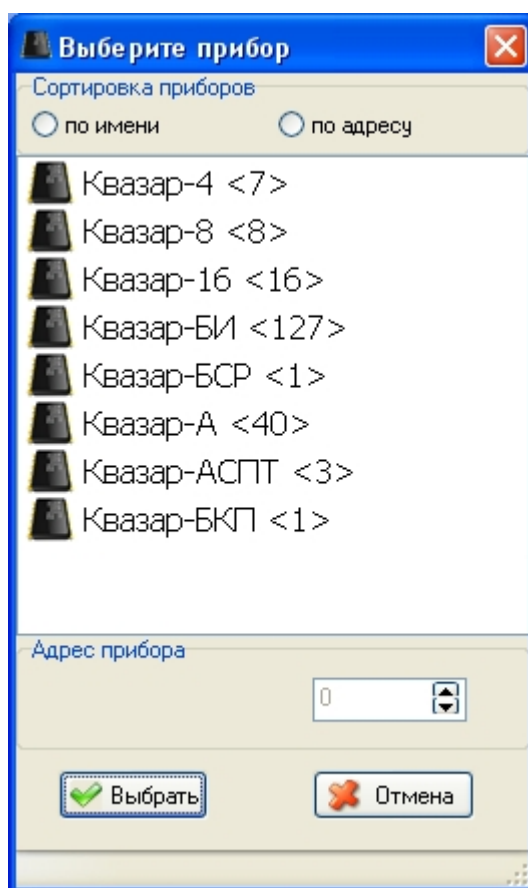 Выберите прибор
Сортировка приборов
по имени по адресу
Квазар-4 <7>
Квазар-8 <8>
Квазар-16 <16>
Квазар-БИ <127>
Квазар-БСР <1>
Квазар-А <40>
Квазар-АСПТ <3>
Квазар-БКП <1>
Адрес прибора
0
Выбрать Отмена